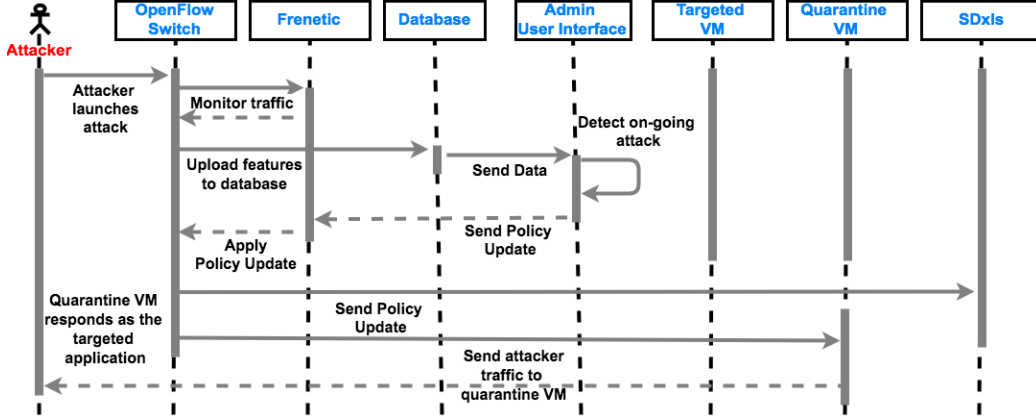 OpenFlow
Switch
Frenetic
Database
Admin
User Interface
Targeted
VM
Quarantine
VM
SDxIs
Attacker
Attacker
launches
attack
Monitor traffic
Detect on-going
attack
Upload features
to database
Send Data
Send Policy
Update
Apply
Policy Update
Quarantine VM
responds as the
targeted
application
Send Policy
Update
Send attacker
traffic to
quarantine VM